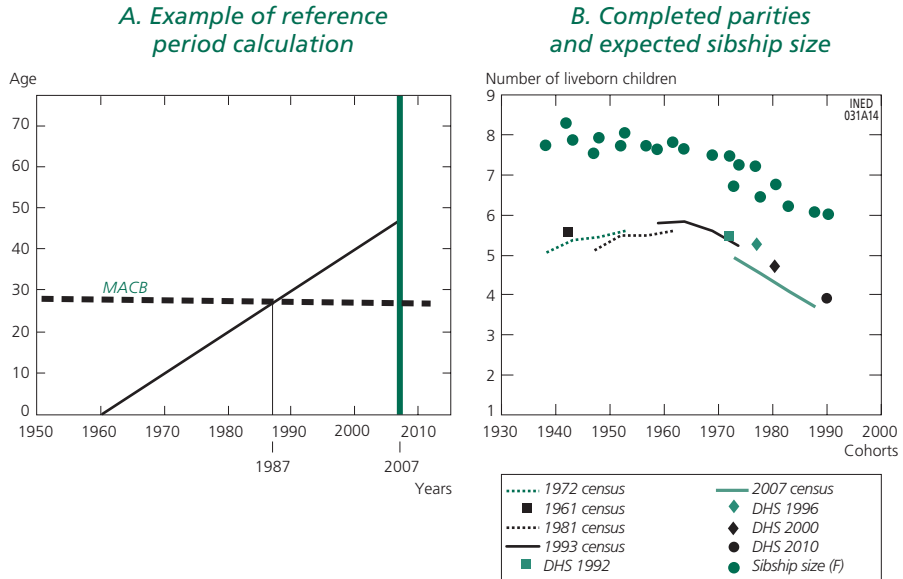 A. Example of reference
period calculation
Age
70
60
50
40
30
20
10
0
MACB
1950 1960 1970 1980 1990 2000 2010
1987 2007
Years
B. Completed parities
and expected sibship size
Number of liveborn children
INED
031A14
9
8
7
6
5
4
3
2
1
1930 1940 1950 1960 1970 1980 1990 2000
Cohorts
1972 census
1961 census
1981 census
1993 census
DHS 1992
2007 census
DHS 1996
DHS 2000
DHS 2010
Sibship size (F)